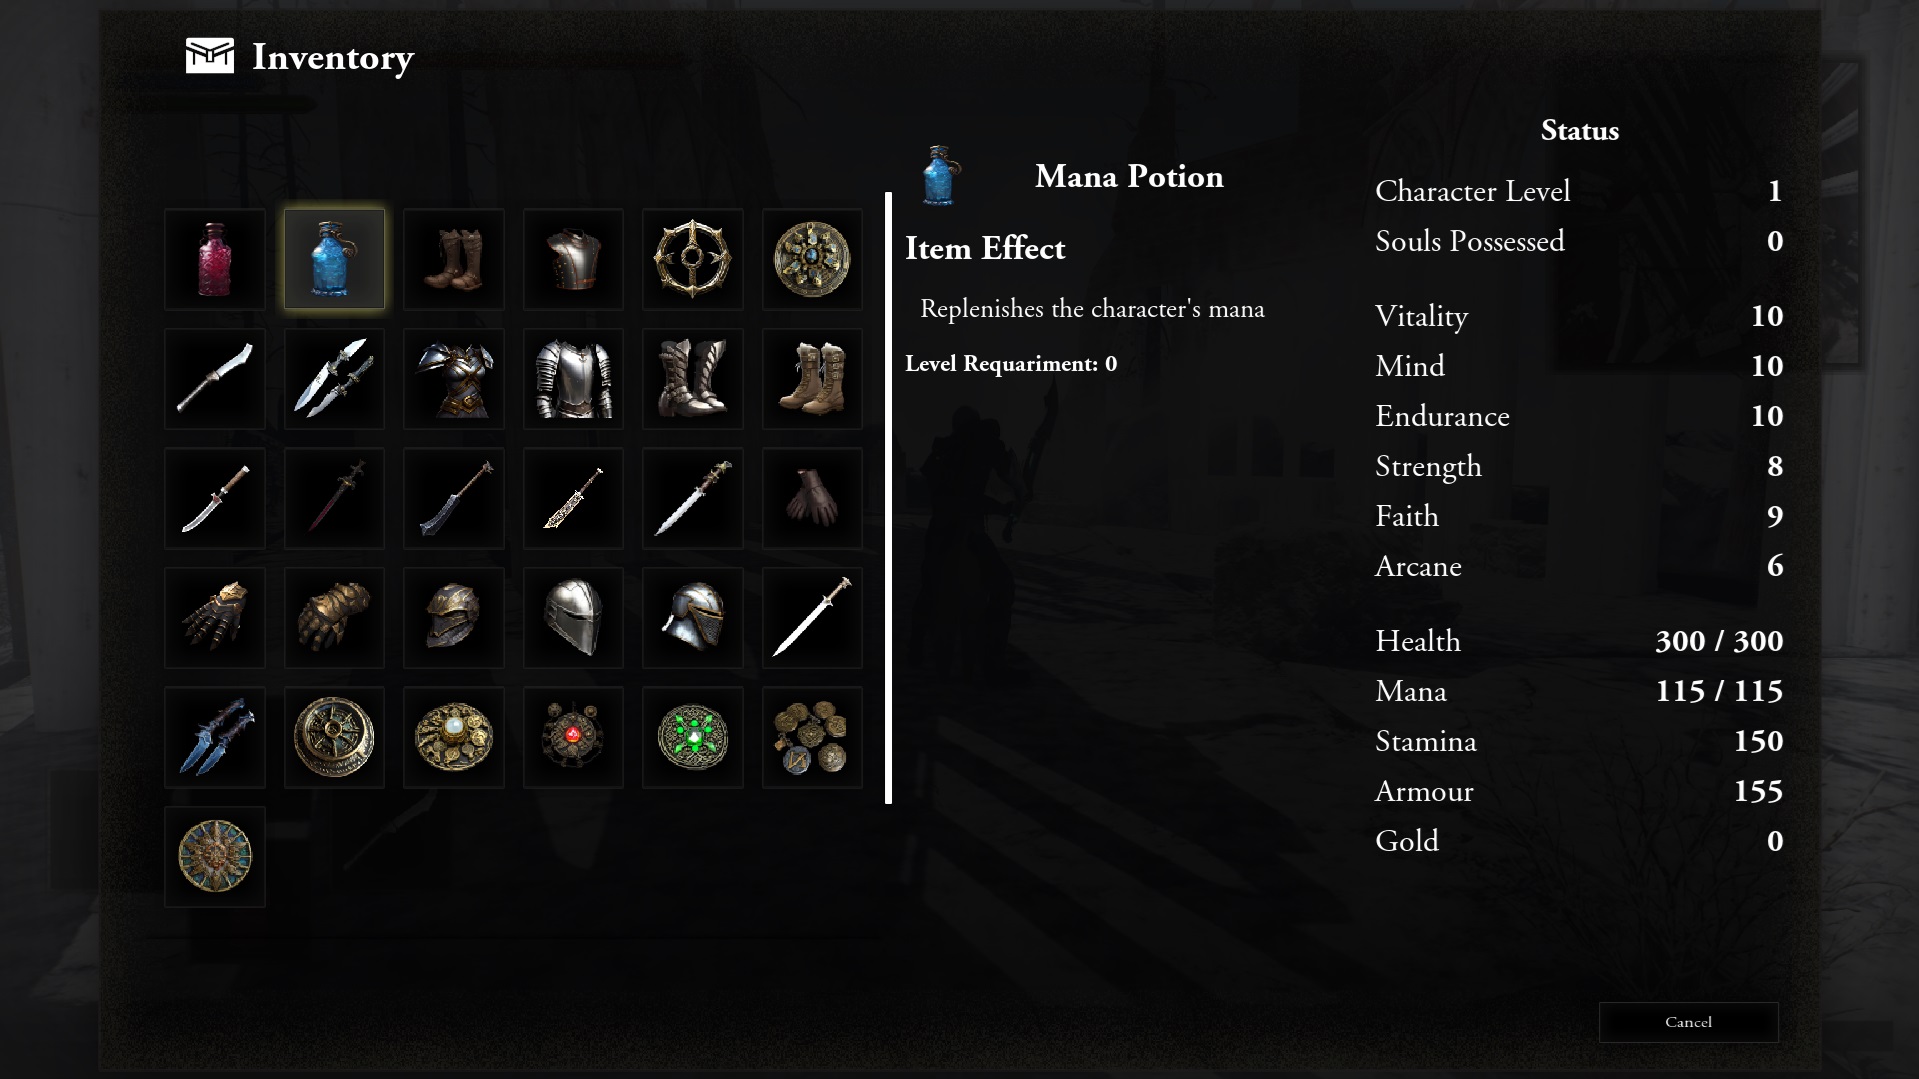 Inventory
Mana Potion
Item Effect
Replenishes the character's mana
Level Requariment: 0
Status
Character Level 1
Souls Possessed 0
Vitality 10
Mind 10
Endurance 10
Strength 8
Faith 9
Arcane 6
Health 300 / 300
Mana 115 / 115
Stamina 150
Armour 155
Gold 0
Cancel